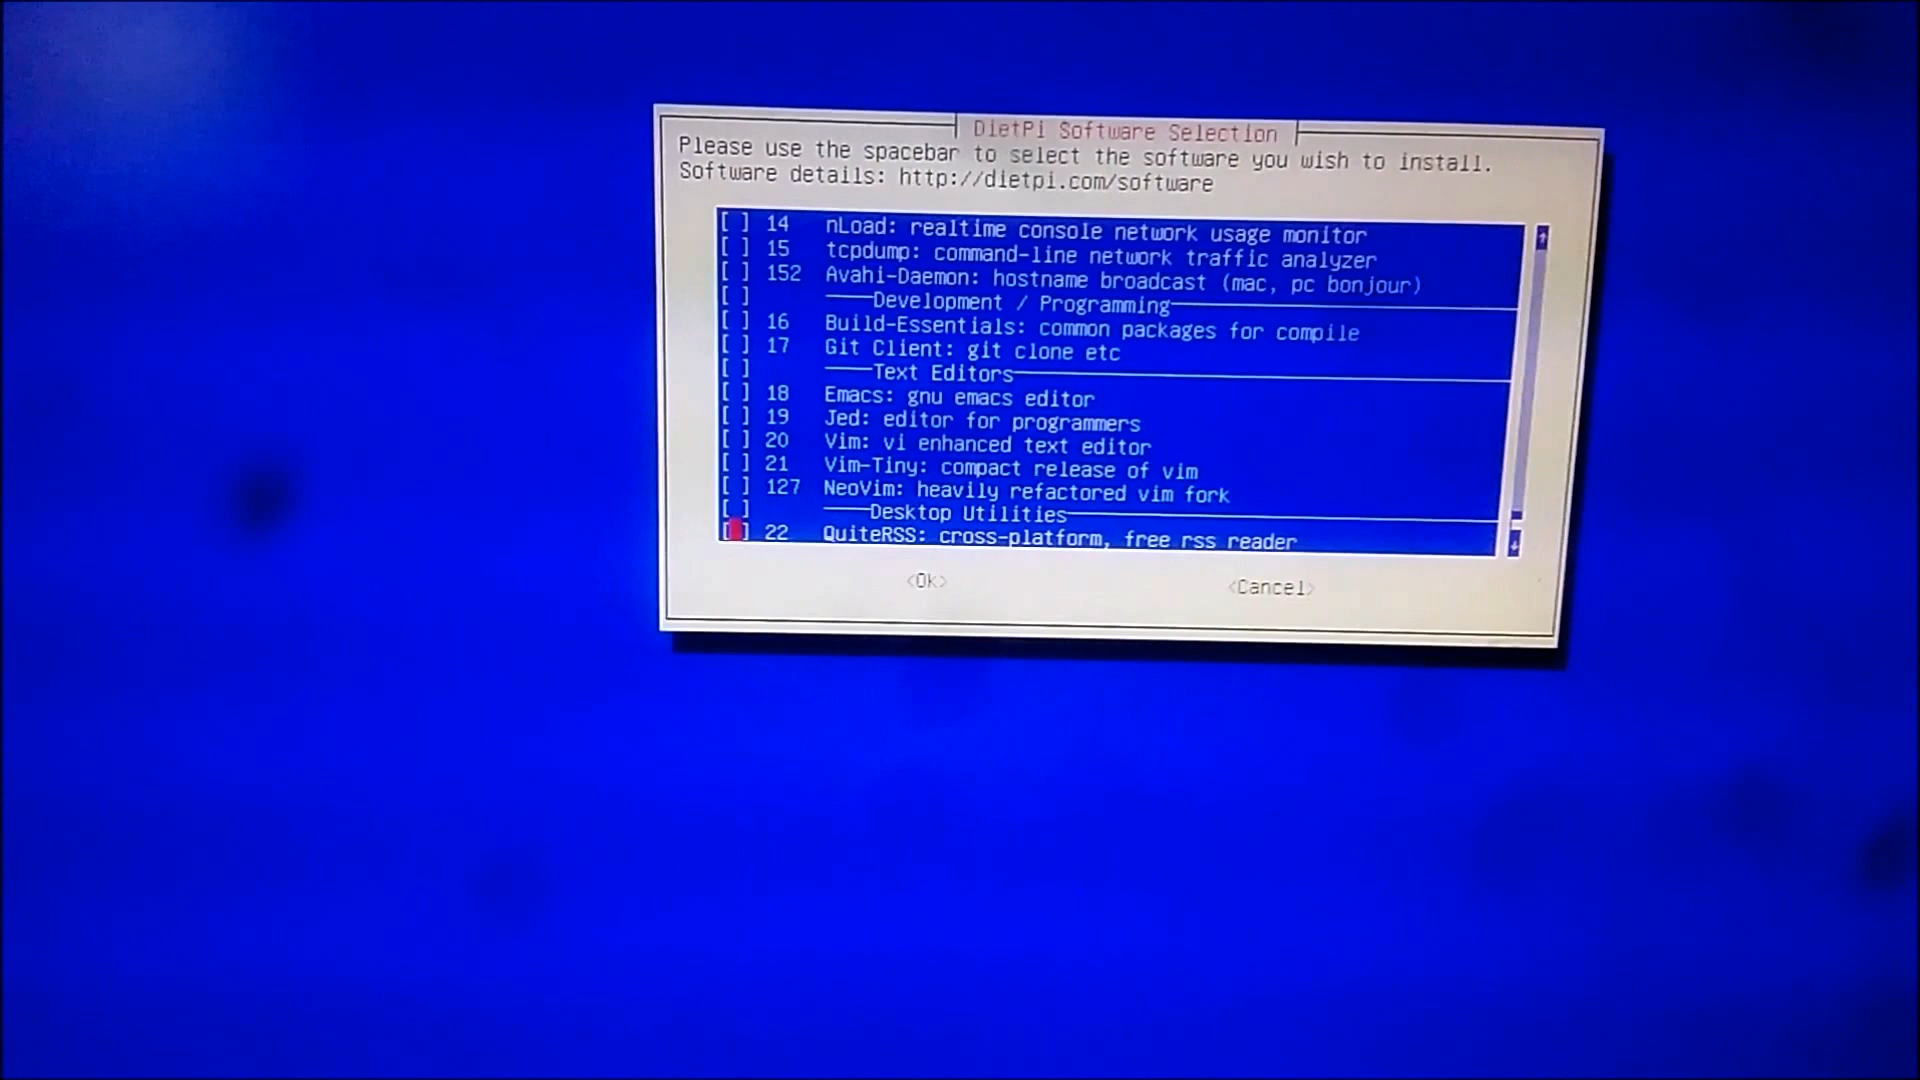 DietPi Software Selection
Please use the spacebar to select the software you wish to install.
Software details: http://dietpi.com/software
[ ] 14 nLoad: realtime console network usage monitor
[ ] 15 tcpdump: command-line network traffic analyzer
[ ] 152 Avahi-Daemon: hostname broadcast (mac, pc bonjour)
[ ] ────Development / Programming────
[ ] 16 Build-Essentials: common packages for compile
[ ] 17 Git Client: git clone etc
[ ] ────Text Editors────
[ ] 18 Emacs: gnu emacs editor
[ ] 19 Jed: editor for programmers
[ ] 20 Vim: vi enhanced text editor
[ ] 21 Vim-Tiny: compact release of vim
[ ] 127 NeoVim: heavily refactored vim fork
[ ] ────Desktop Utilities────
[ ] 22 QuiteRSS: cross-platform, free rss reader
<Ok> <Cancel>